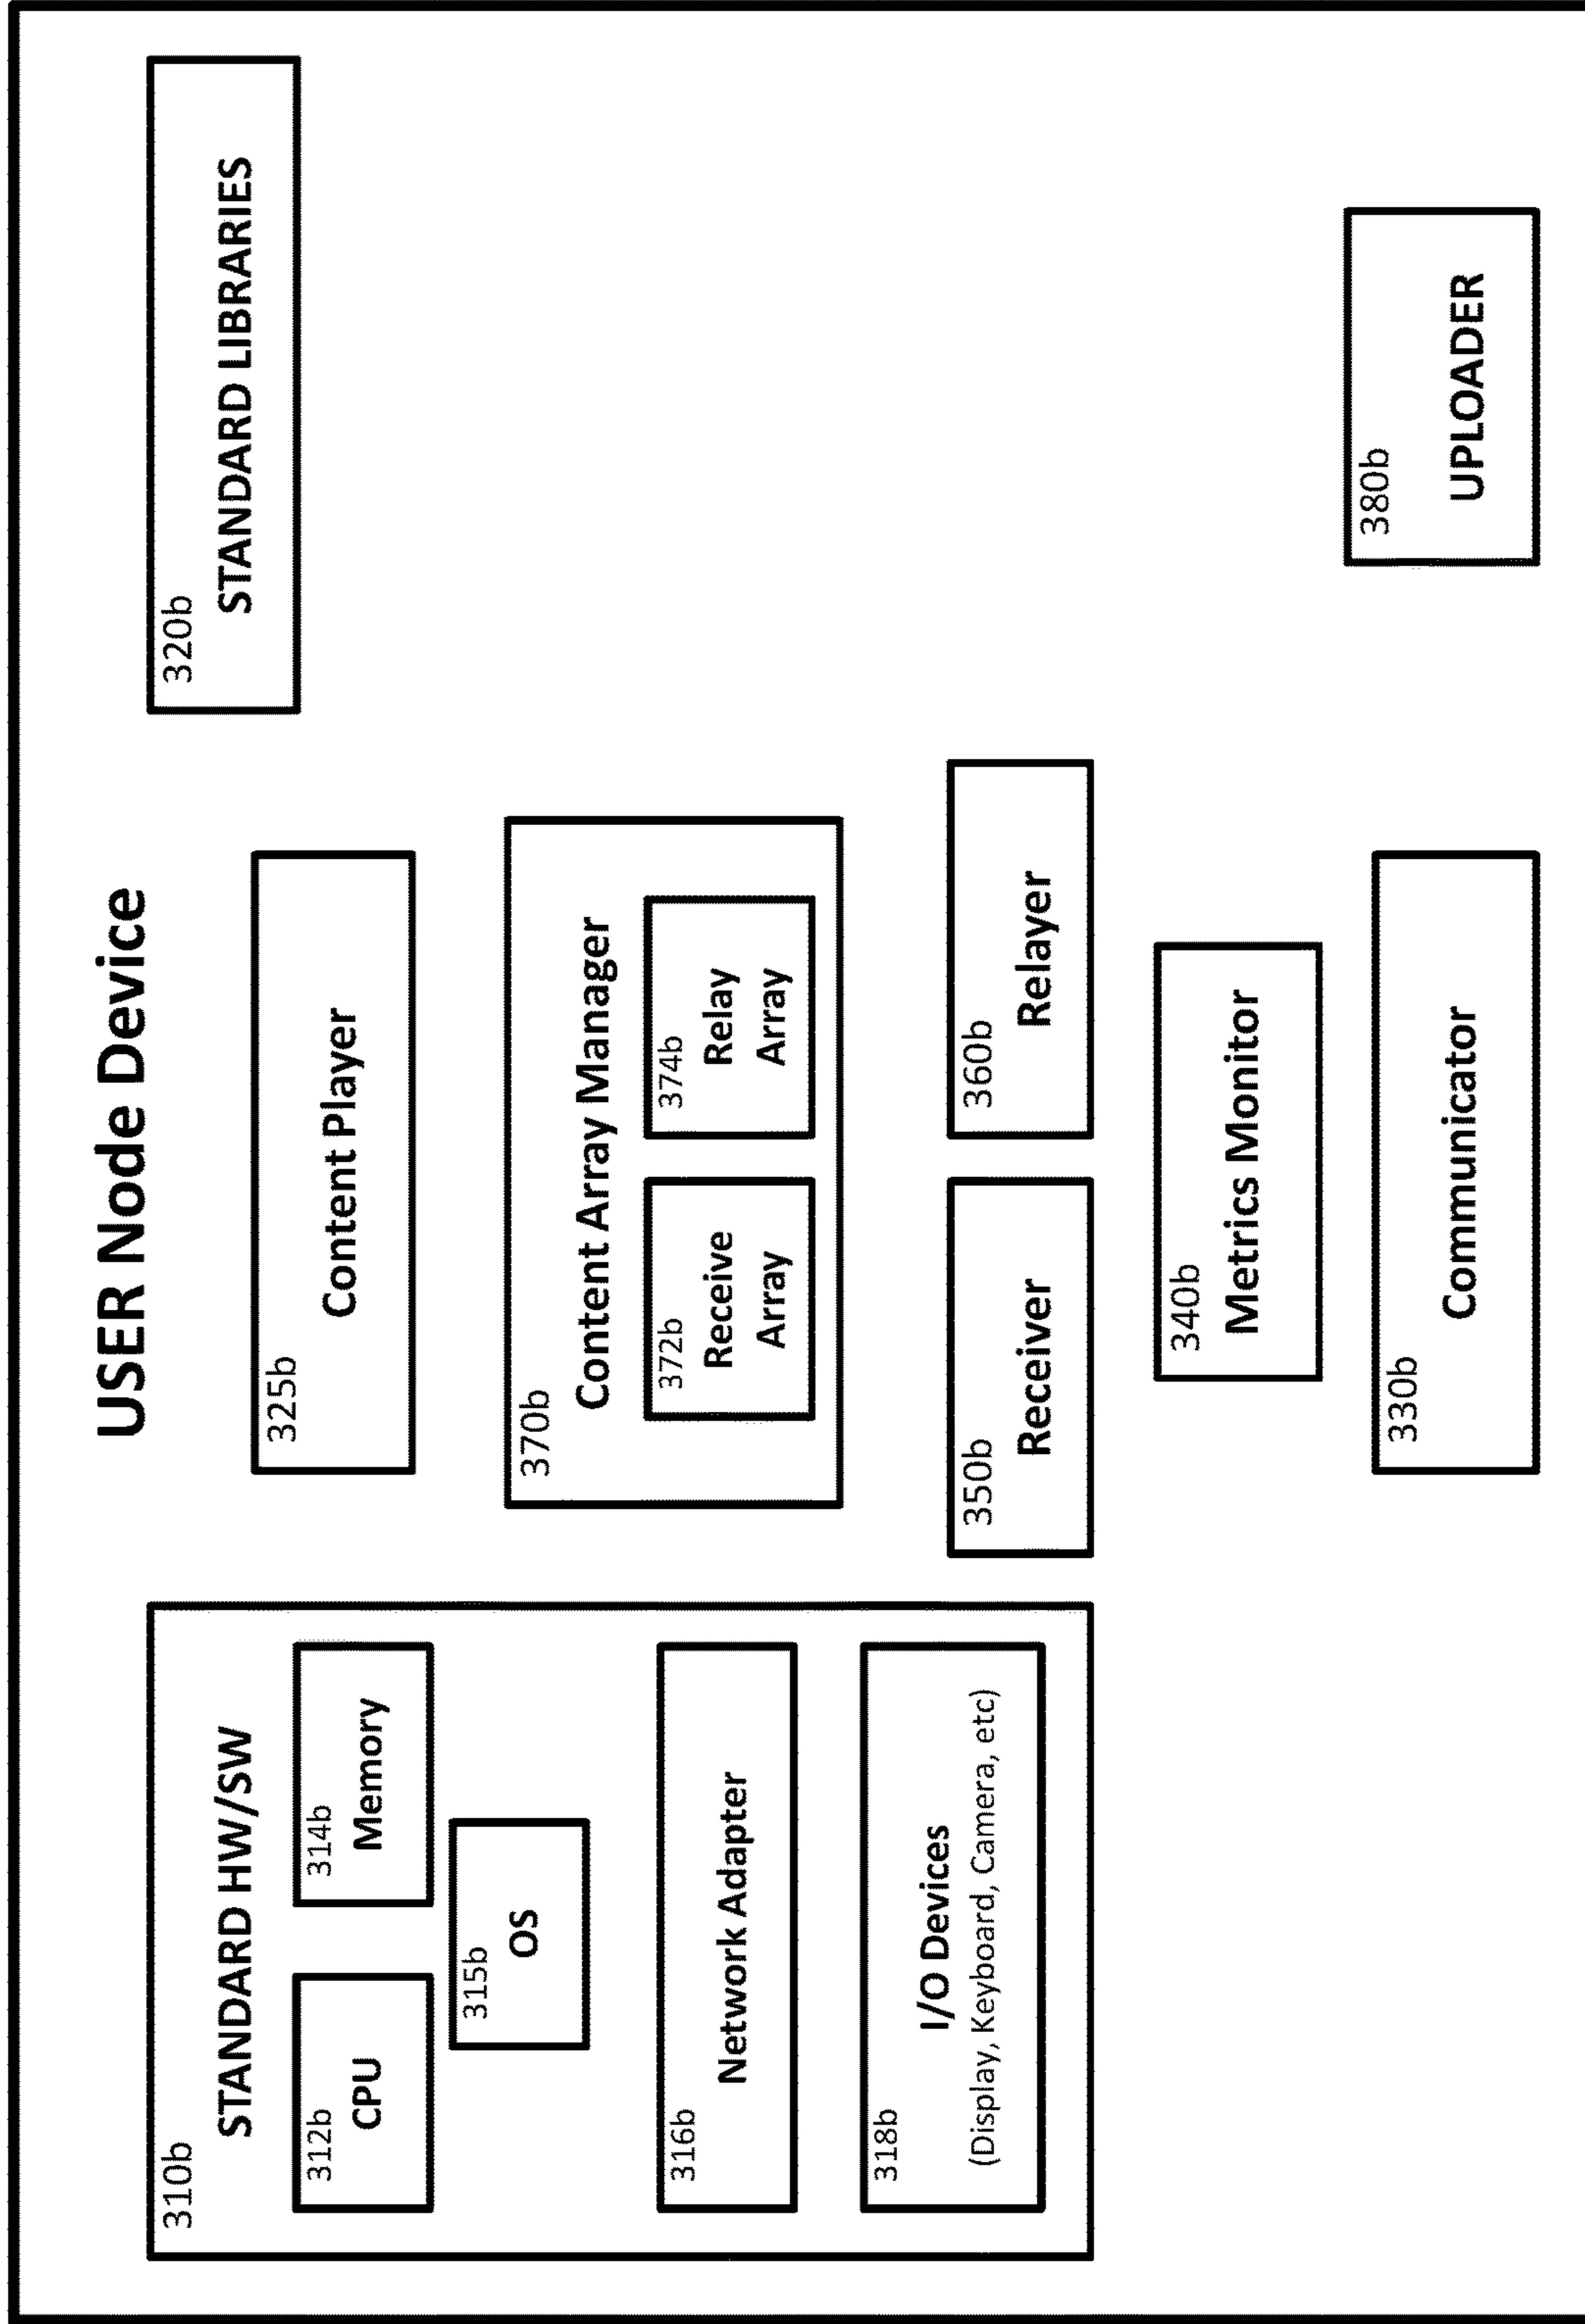 USER Node Device
310b
STANDARD HW/SW
312b
CPU
314b
Memory
315b
OS
316b
Network Adapter
318b
I/O Devices
(Display, Keyboard, Camera, etc)
325b
Content Player
370b
Content Array Manager
372b
Receive
Array
374b
Relay
Array
350b
Receiver
360b
Relayer
340b
Metrics Monitor
330b
Communicator
320b
STANDARD LIBRARIES
380b
UPLOADER